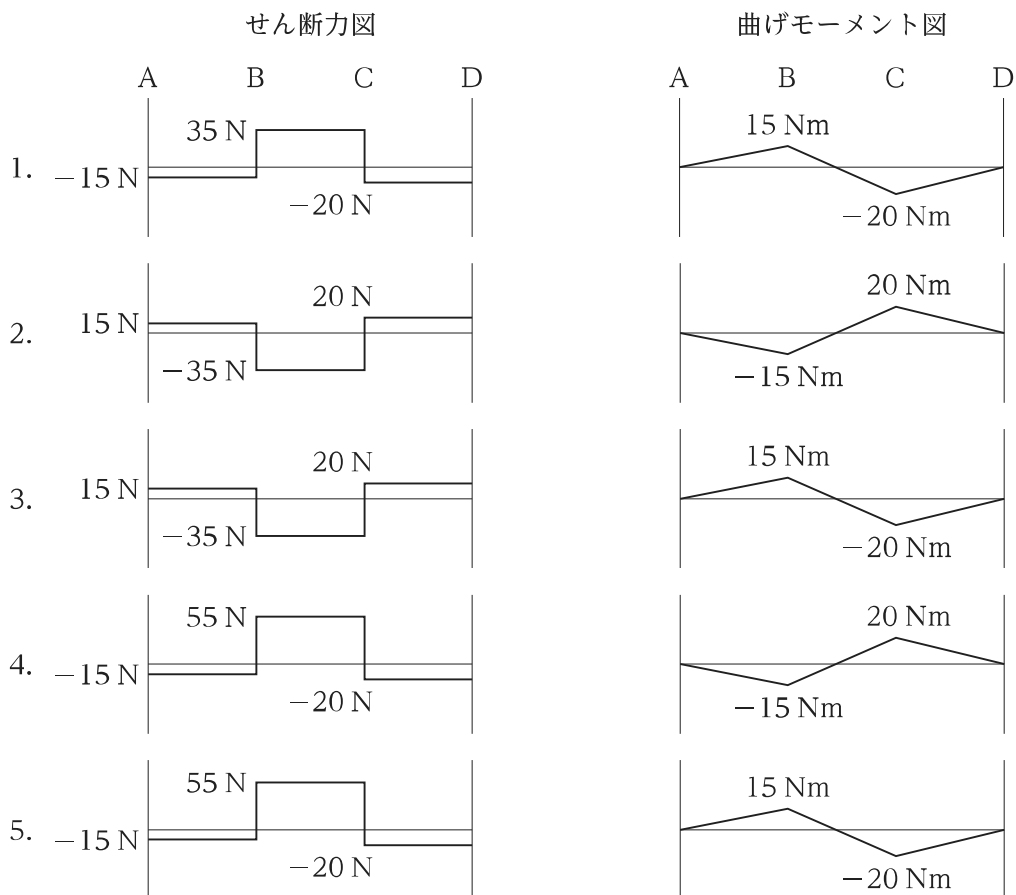 せん断力図 曲げモーメント図
A B C D A B C D
1. 35 N −15 N −20 N 15 Nm −20 Nm
2. 20 N 15 N −35 N 20 Nm −15 Nm
3. 20 N 15 N −35 N 15 Nm −20 Nm
4. 55 N −15 N −20 N 20 Nm −15 Nm
5. 55 N −15 N −20 N 15 Nm −20 Nm